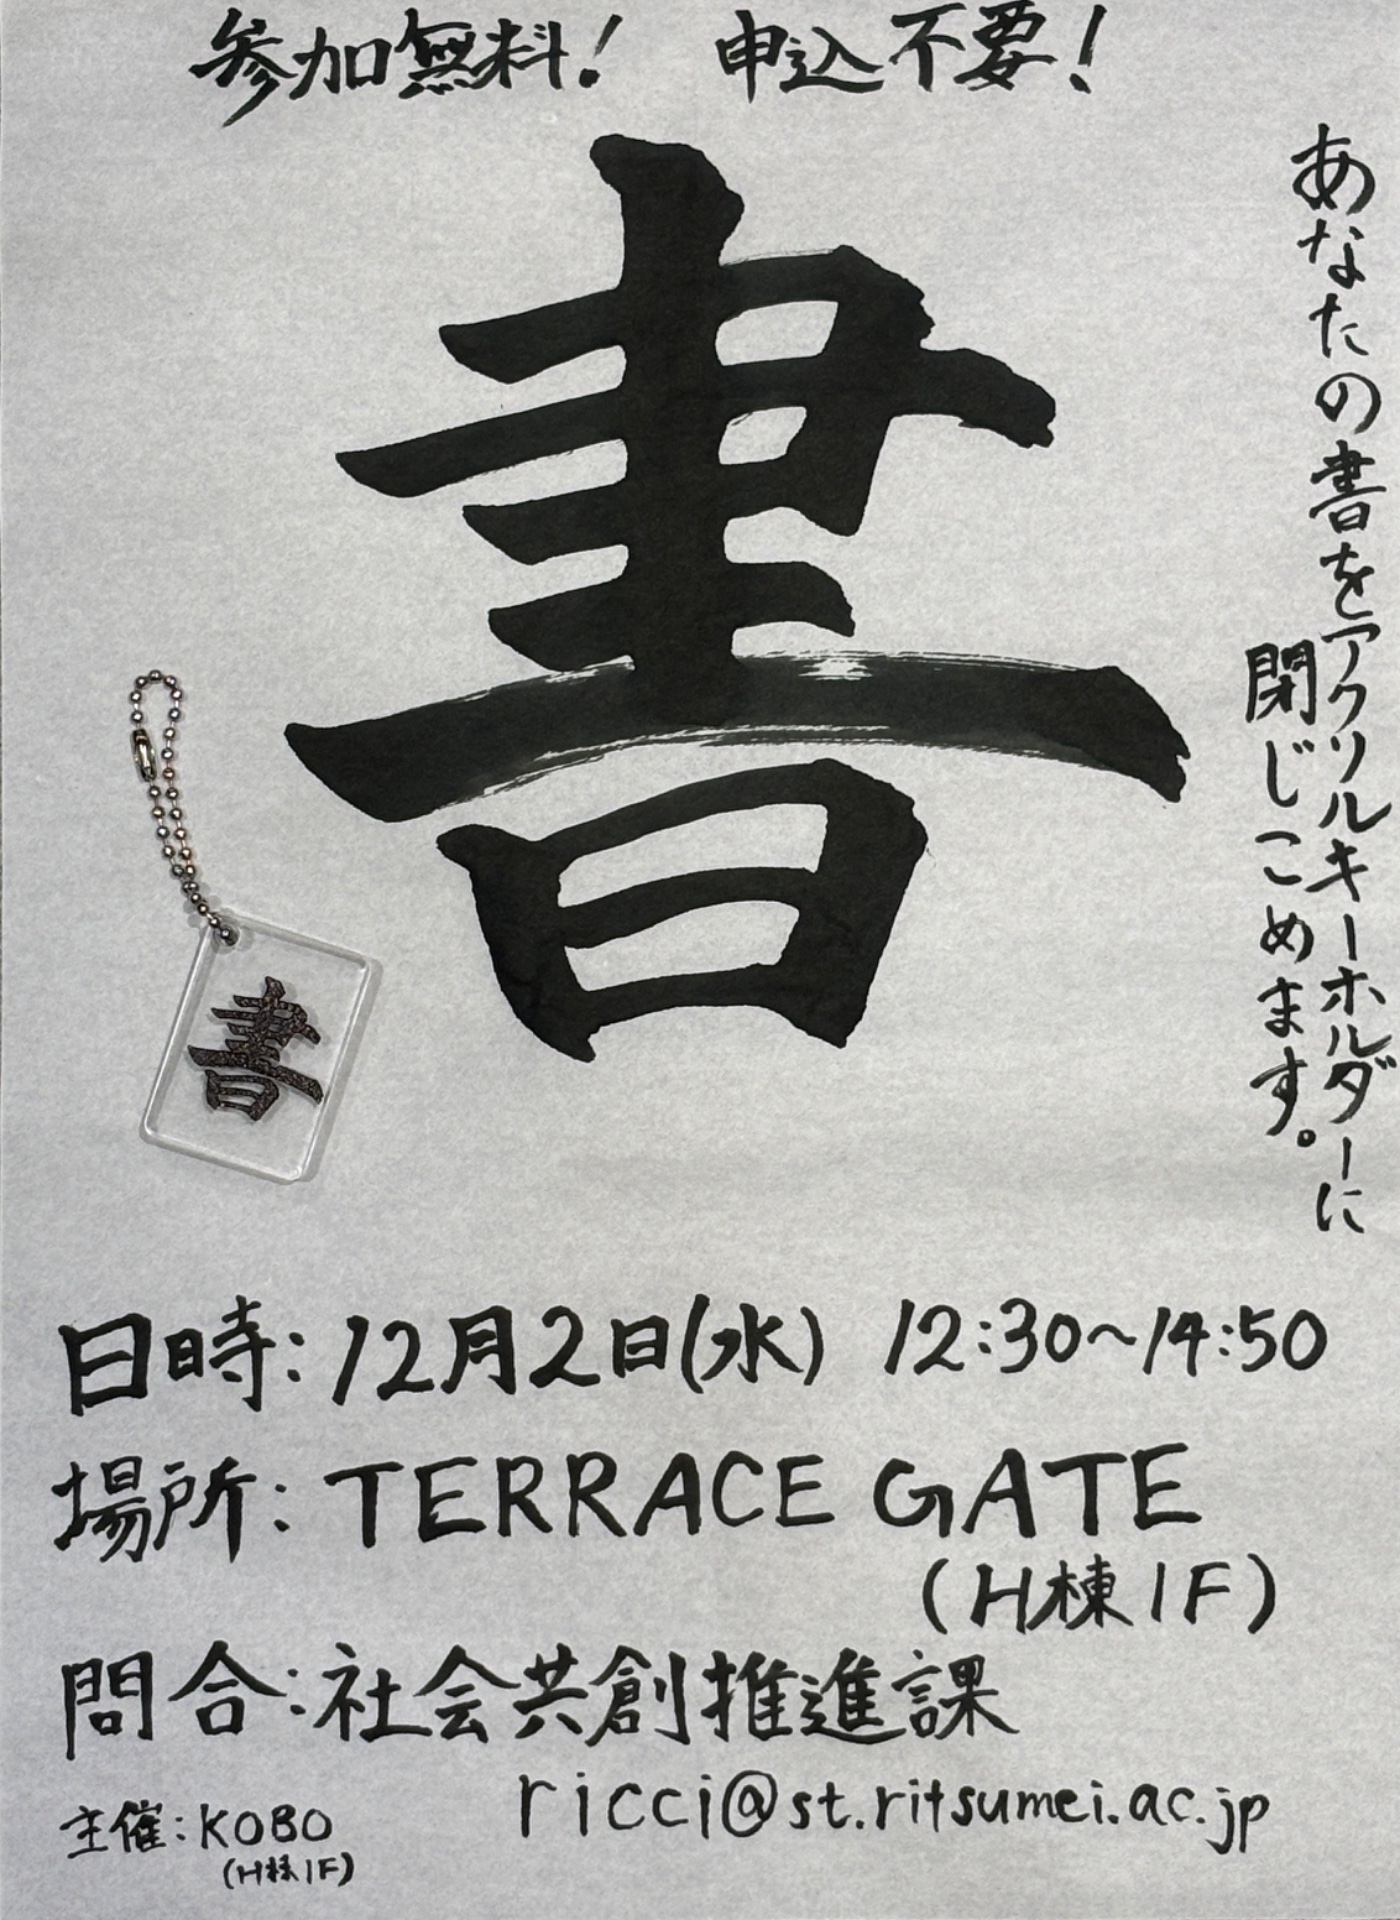 参加無料! 申込不要!
書
あなたの書をアクリルキーホルダーに
閉じこめます。
書
日時:12月2日(水) 12:30~14:50
場所:TERRACE GATE
(H棟1F)
問合:社会共創推進課
ricci@st.ritsumei.ac.jp
主催:KOBO
(H棟1F)